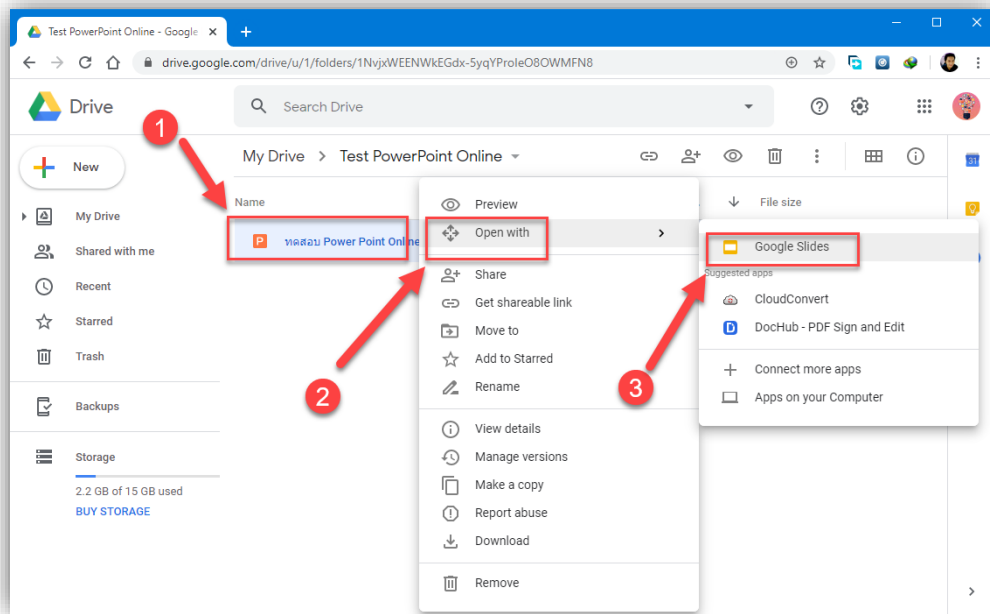 Test PowerPoint Online - Google
drive.google.com/drive/u/1/folders/1NvjxWEENWkEGdx-5yqYProIeO8OWMFN8
Drive
Search Drive
1
New
My Drive > Test PowerPoint Online
31
Name
File size
My Drive
Shared with me
Recent
Starred
Trash
Backups
Storage
2.2 GB of 15 GB used
BUY STORAGE
P
ทดสอบ Power Point Online
Preview
Open with
Share
Get shareable link
Move to
Add to Starred
Rename
View details
Manage versions
Make a copy
Report abuse
Download
Remove
2
Google Slides
Suggested apps
CloudConvert
D
DocHub - PDF Sign and Edit
Connect more apps
Apps on your Computer
3